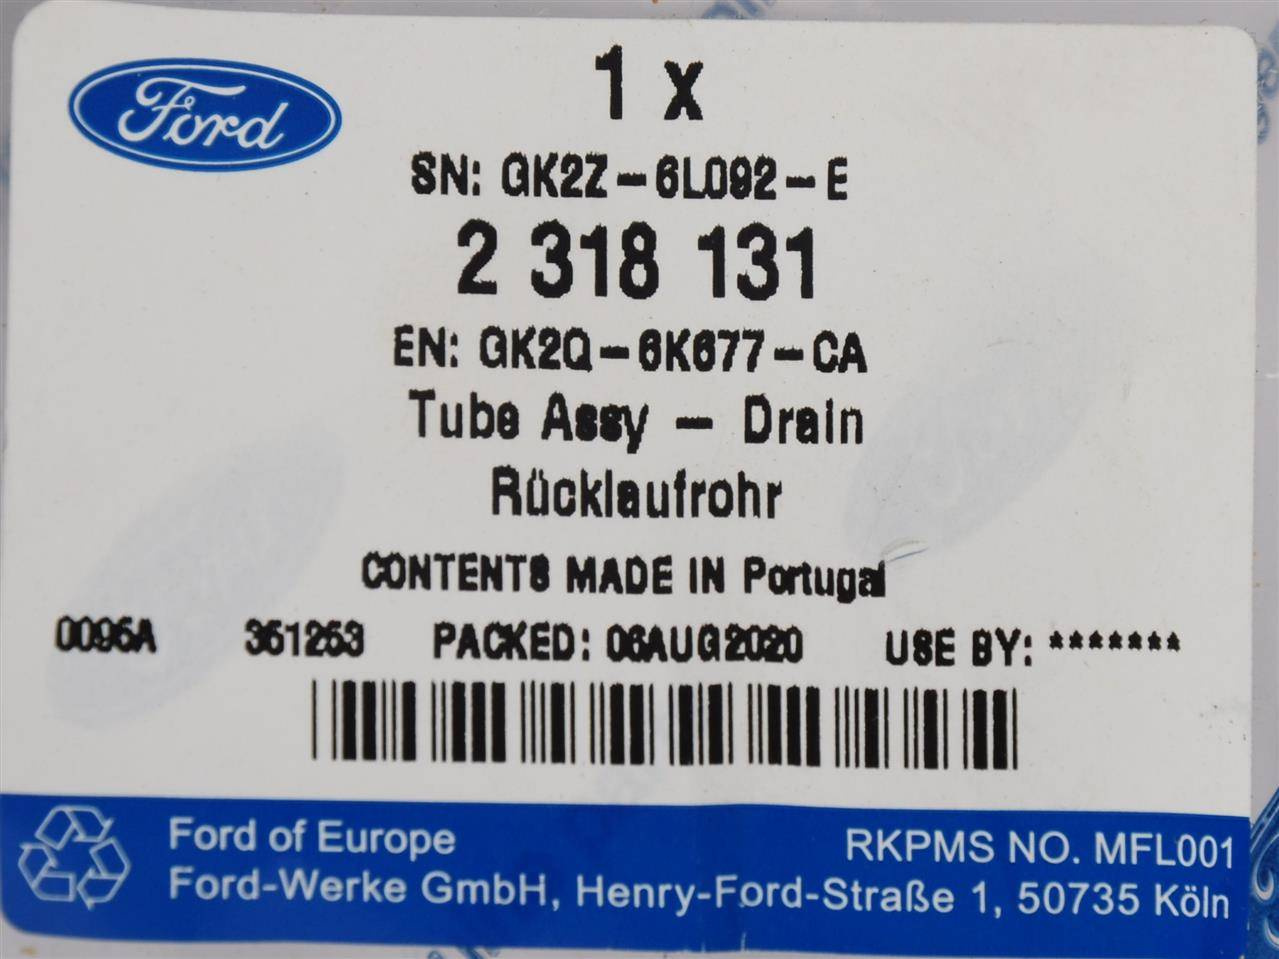 Ford
1 x
SN: GK2Z-6L092-E
2 318 131
EN: GK2Q-6K677-CA
Tube Assy - Drain
Rücklaufrohr
CONTENTS MADE IN Portugal
0095A 351253 PACKED: 06AUG2020 USE BY: *******
Ford of Europe RKPMS NO. MFL001
Ford-Werke GmbH, Henry-Ford-Straße 1, 50735 Köln